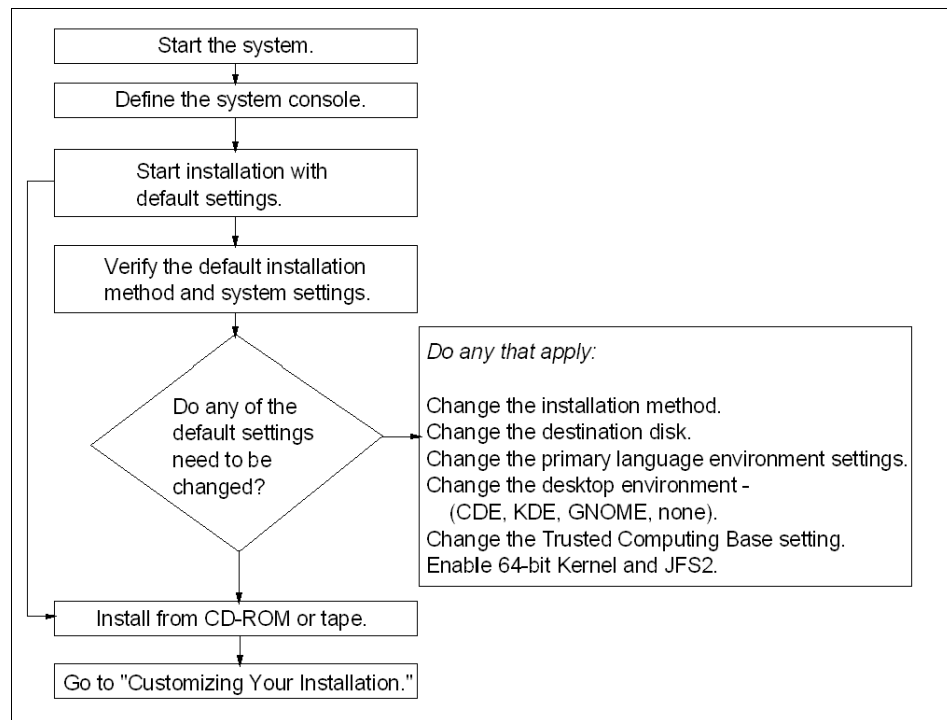 Start the system.
Define the system console.
Start installation with
default settings.
Verify the default installation
method and system settings.
Do any of the
default settings
need to be
changed?
Do any that apply:
Change the installation method.
Change the destination disk.
Change the primary language environment settings.
Change the desktop environment -
(CDE, KDE, GNOME, none).
Change the Trusted Computing Base setting.
Enable 64-bit Kernel and JFS2.
Install from CD-ROM or tape.
Go to "Customizing Your Installation."